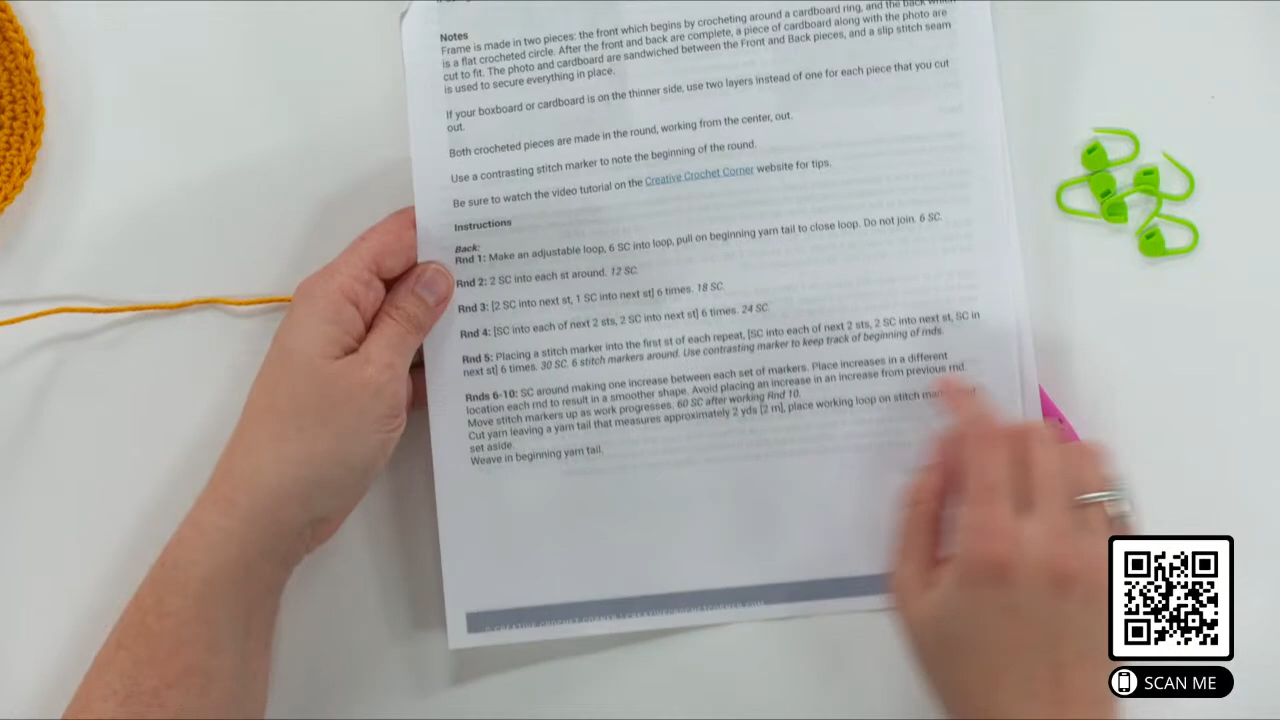 Notes
Frame is made in two pieces: the front which begins by crocheting around a cardboard ring, and the back which
is a flat crocheted circle. After the front and back are complete, a piece of cardboard along with the photo are
cut to fit. The photo and cardboard are sandwiched between the Front and Back pieces, and a slip stitch seam
is used to secure everything in place.
If your boxboard or cardboard is on the thinner side, use two layers instead of one for each piece that you cut
out.
Both crocheted pieces are made in the round, working from the center, out.
Use a contrasting stitch marker to note the beginning of the round.
Be sure to watch the video tutorial on the Creative Crochet Corner website for tips.
Instructions
Back:
Rnd 1: Make an adjustable loop, 6 SC into loop, pull on beginning yarn tail to close loop. Do not join. 6 SC.
Rnd 2: 2 SC into each st around. 12 SC.
Rnd 3: [2 SC into next st, 1 SC into next st] 6 times. 18 SC.
Rnd 4: [SC into each of next 2 sts, 2 SC into next st] 6 times. 24 SC.
Rnd 5: Placing a stitch marker into the first st of each repeat, [SC into each of next 2 sts, 2 SC into next st, SC in
next st] 6 times. 30 SC. 6 stitch markers around. Use contrasting marker to keep track of beginning of rnds.
Rnds 6-10: SC around making one increase between each set of markers. Place increases in a different
location each rnd to result in a smoother shape. Avoid placing an increase in an increase from previous rnd.
Move stitch markers up as work progresses. 60 SC after working Rnd 10.
Cut yarn leaving a yarn tail that measures approximately 2 yds [2 m], place working loop on stitch
set aside.
Weave in beginning yarn tail.
© CREATIVE CROCHET CORNER | CREATIVECROCHETCORNER.COM
SCAN ME